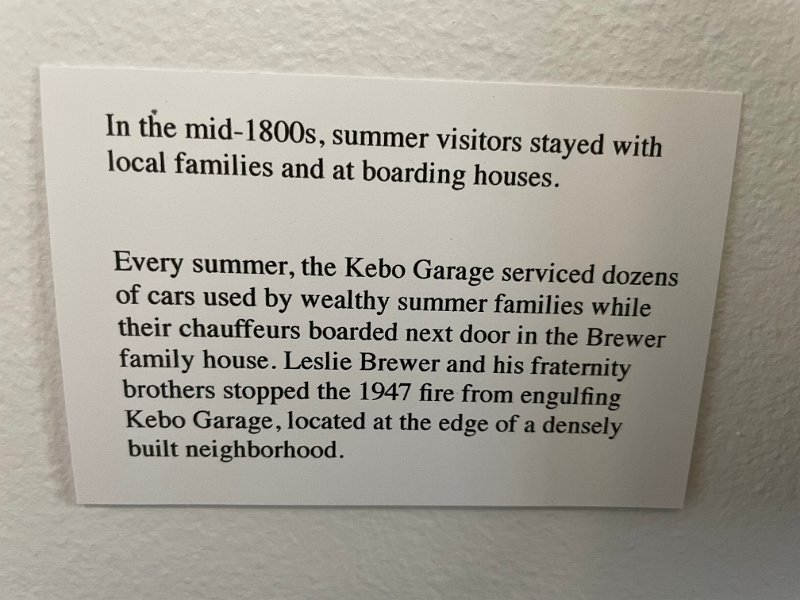 In the mid-1800s, summer visitors stayed with
local families and at boarding houses.
Every summer, the Kebo Garage serviced dozens
of cars used by wealthy summer families while
their chauffeurs boarded next door in the Brewer
family house. Leslie Brewer and his fraternity
brothers stopped the 1947 fire from engulfing
Kebo Garage, located at the edge of a densely
built neighborhood.